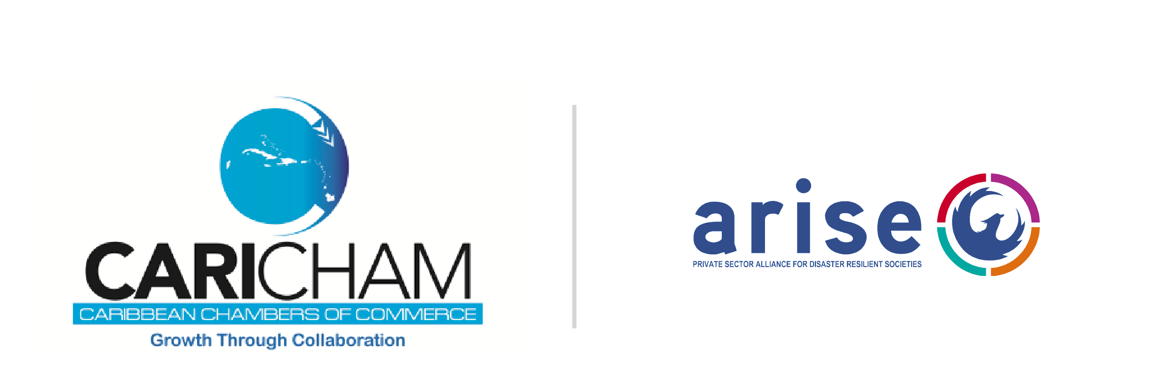 CARICHAM
CARIBBEAN CHAMBERS OF COMMERCE
Growth Through Collaboration
arise
PRIVATE SECTOR ALLIANCE FOR DISASTER RESILIENT SOCIETIES